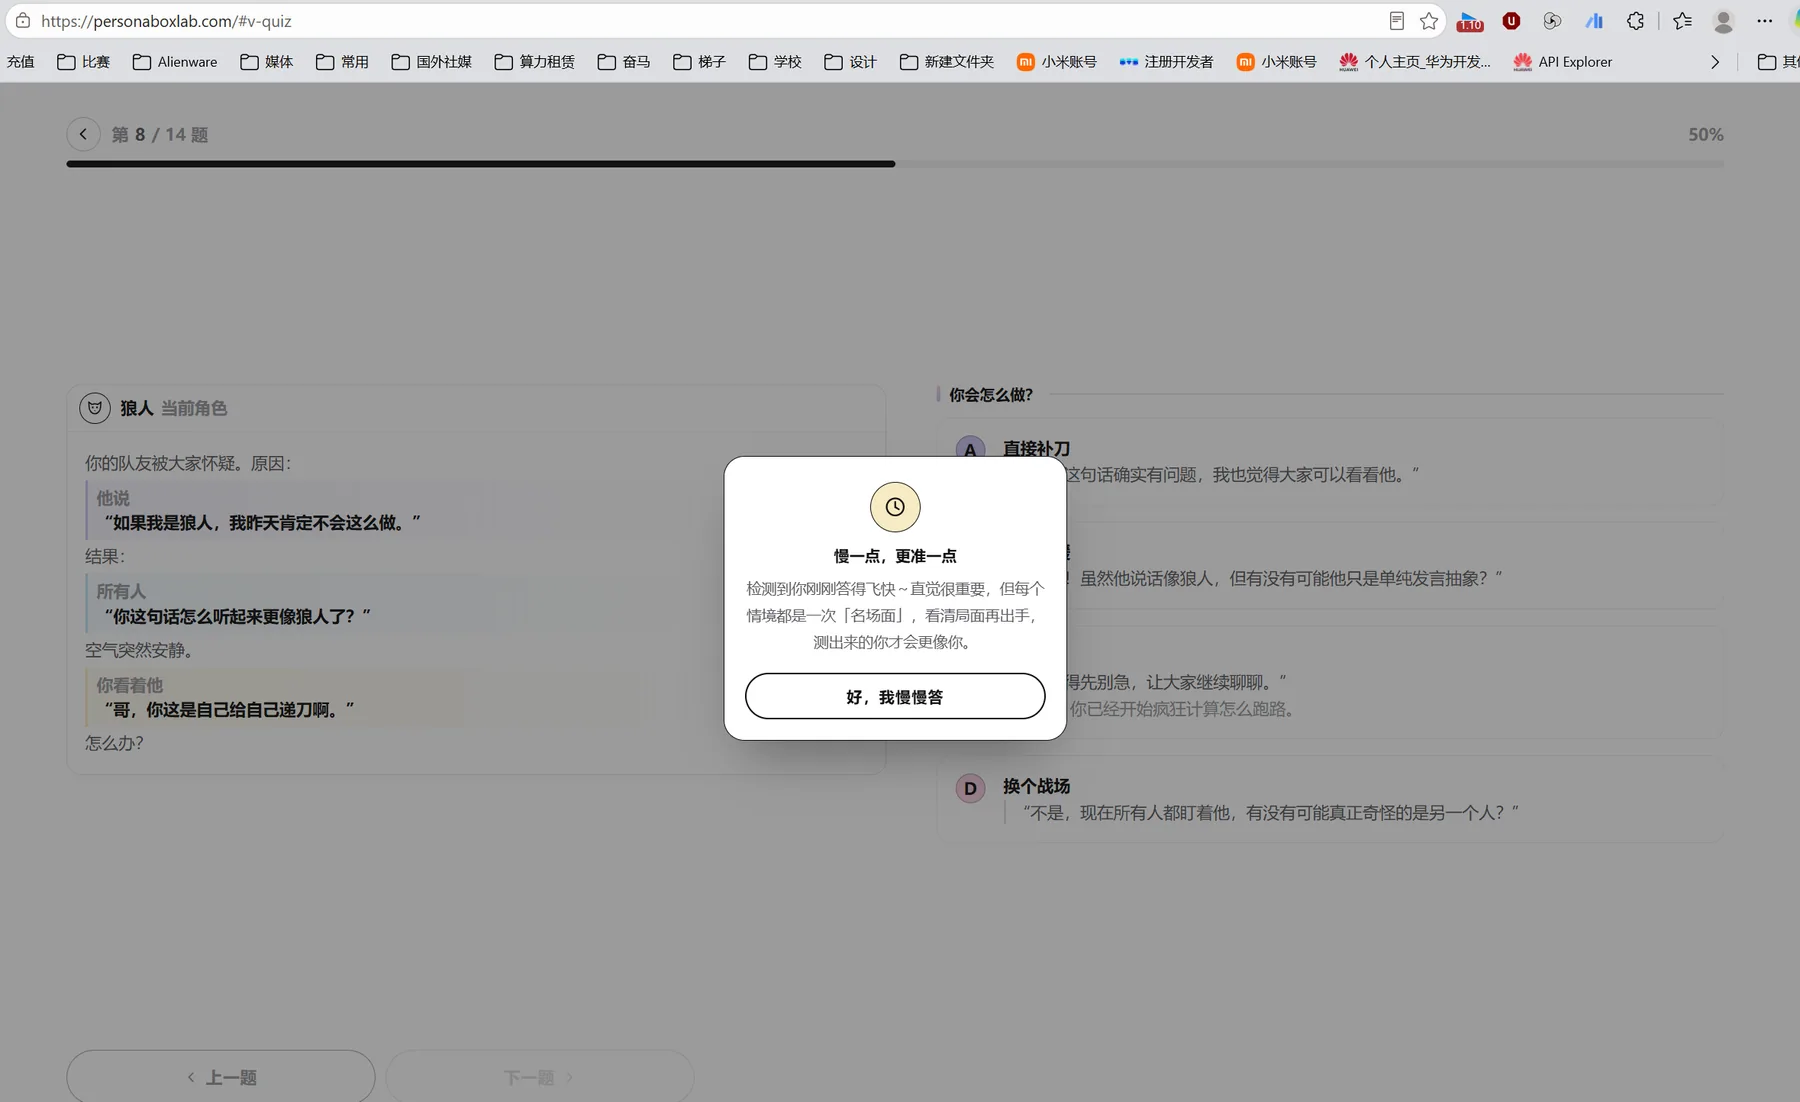 https://personaboxlab.com/#v-quiz
1.10
充值
比赛
Alienware
媒体
常用
国外社媒
算力租赁
奋马
梯子
学校
设计
新建文件夹
小米账号
注册开发者
小米账号
个人主页_华为开发...
API Explorer
第 8 / 14 题
50%
狼人 当前角色
你的队友被大家怀疑。原因：
他说
“如果我是狼人，我昨天肯定不会这么做。”
结果：
所有人
“你这句话怎么听起来更像狼人了？”
空气突然安静。
你看着他
“哥，你这是自己给自己递刀啊。”
怎么办？
你会怎么做？
A 直接补刀
这句话确实有问题，我也觉得大家可以看看他。”
！虽然他说话像狼人，但有没有可能他只是单纯发言抽象？”
得先别急，让大家继续聊聊。“
你已经开始疯狂计算怎么跑路。
D 换个战场
“不是，现在所有人都盯着他，有没有可能真正奇怪的是另一个人？”
慢一点，更准一点
检测到你刚刚答得飞快～直觉很重要，但每个
情境都是一次「名场面」，看清局面再出手，
测出来的你才会更像你。
好，我慢慢答
上一题
下一题